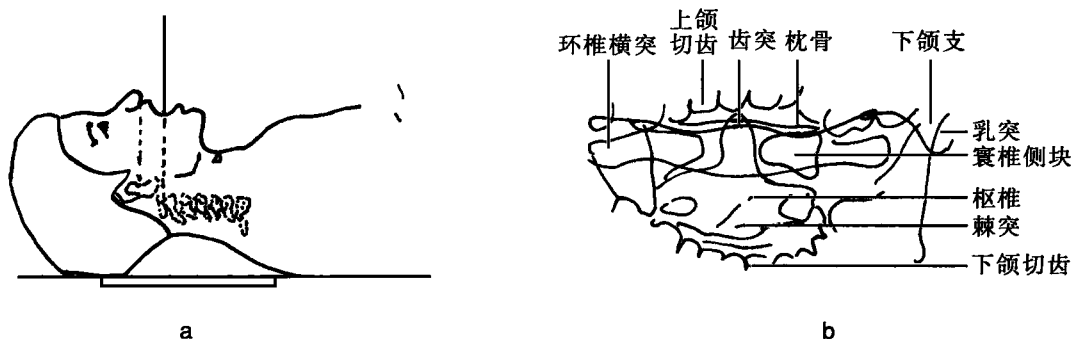 上颌
环椎横突 切齿 齿突 枕骨 下颌支
乳突
寰椎侧块
枢椎
棘突
下颌切齿
a b